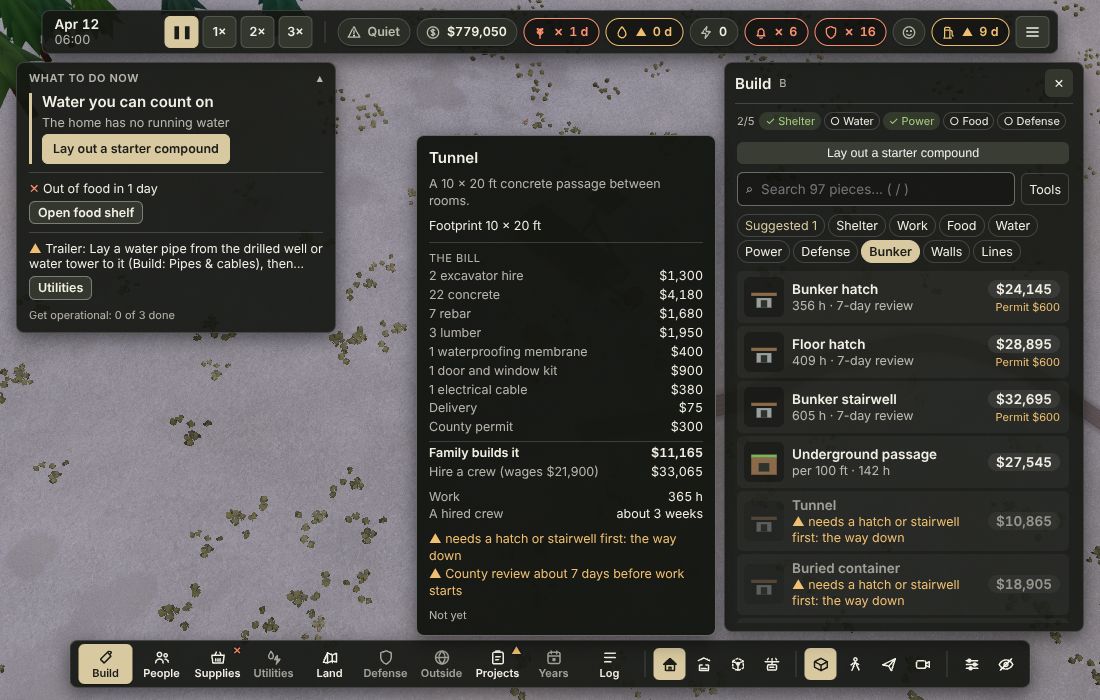 Apr 12
06:00
1×
2×
3×
Quiet
$779,050
× 1 d
▲ 0 d
0
× 6
× 16
▲ 9 d
WHAT TO DO NOW
▲
Water you can count on
The home has no running water
Lay out a starter compound
× Out of food in 1 day
Open food shelf
▲ Trailer: Lay a water pipe from the drilled well or
water tower to it (Build: Pipes & cables), then...
Utilities
Get operational: 0 of 3 done
Tunnel
A 10 × 20 ft concrete passage between
rooms.
Footprint 10 × 20 ft
THE BILL
2 excavator hire $1,300
22 concrete $4,180
7 rebar $1,680
3 lumber $1,950
1 waterproofing membrane $400
1 door and window kit $900
1 electrical cable $380
Delivery $75
County permit $300
Family builds it $11,165
Hire a crew (wages $21,900) $33,065
Work 365 h
A hired crew about 3 weeks
▲ needs a hatch or stairwell first: the way
down
▲ County review about 7 days before work
starts
Not yet
Build B
×
2/5 ✓ Shelter ○ Water ✓ Power ○ Food ○ Defense
Lay out a starter compound
Search 97 pieces... ( / )
Tools
Suggested 1 Shelter Work Food Water
Power Defense Bunker Walls Lines
Bunker hatch $24,145
356 h · 7-day review Permit $600
Floor hatch $28,895
409 h · 7-day review Permit $600
Bunker stairwell $32,695
605 h · 7-day review Permit $600
Underground passage $27,545
per 100 ft · 142 h
Tunnel $10,865
▲ needs a hatch or stairwell
first: the way down
Buried container $18,905
▲ needs a hatch or stairwell
first: the way down
Build
People
Supplies
Utilities
Land
Defense
Outside
Projects
Years
Log